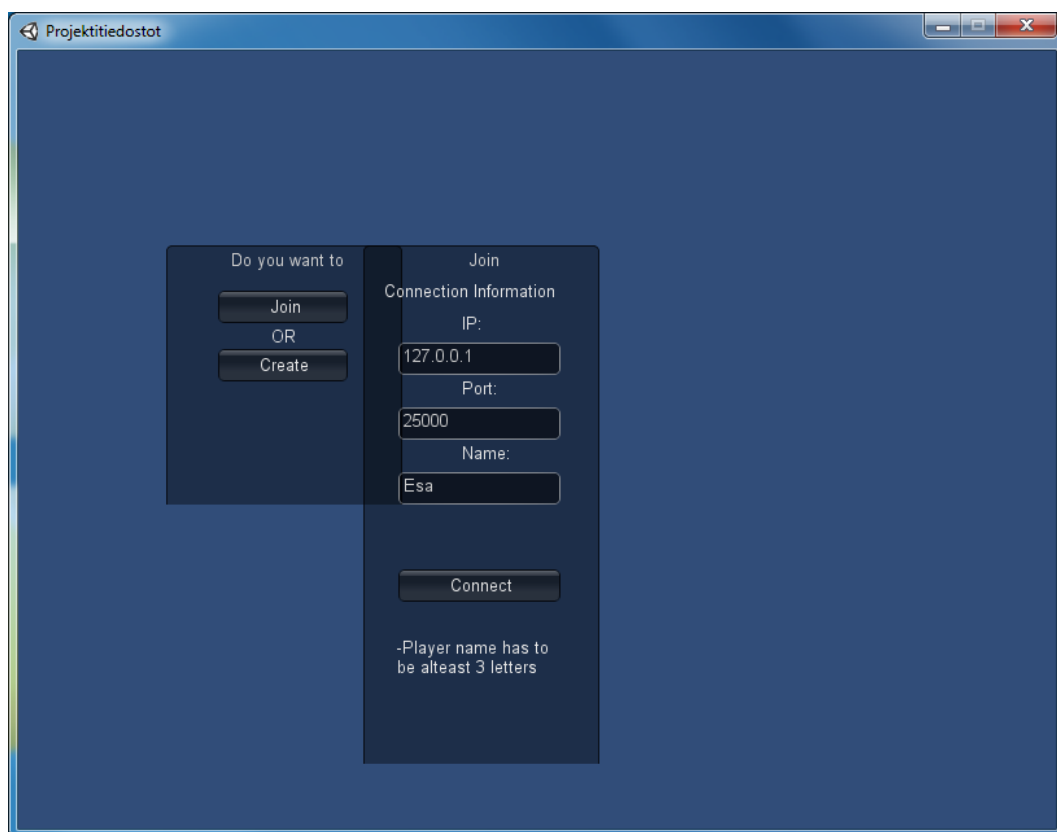 Projektitiedostot
Do you want to
Join
OR
Create
Join
Connection Information
IP:
127.0.0.1
Port:
25000
Name:
Esa
Connect
-Player name has to
be alteast 3 letters